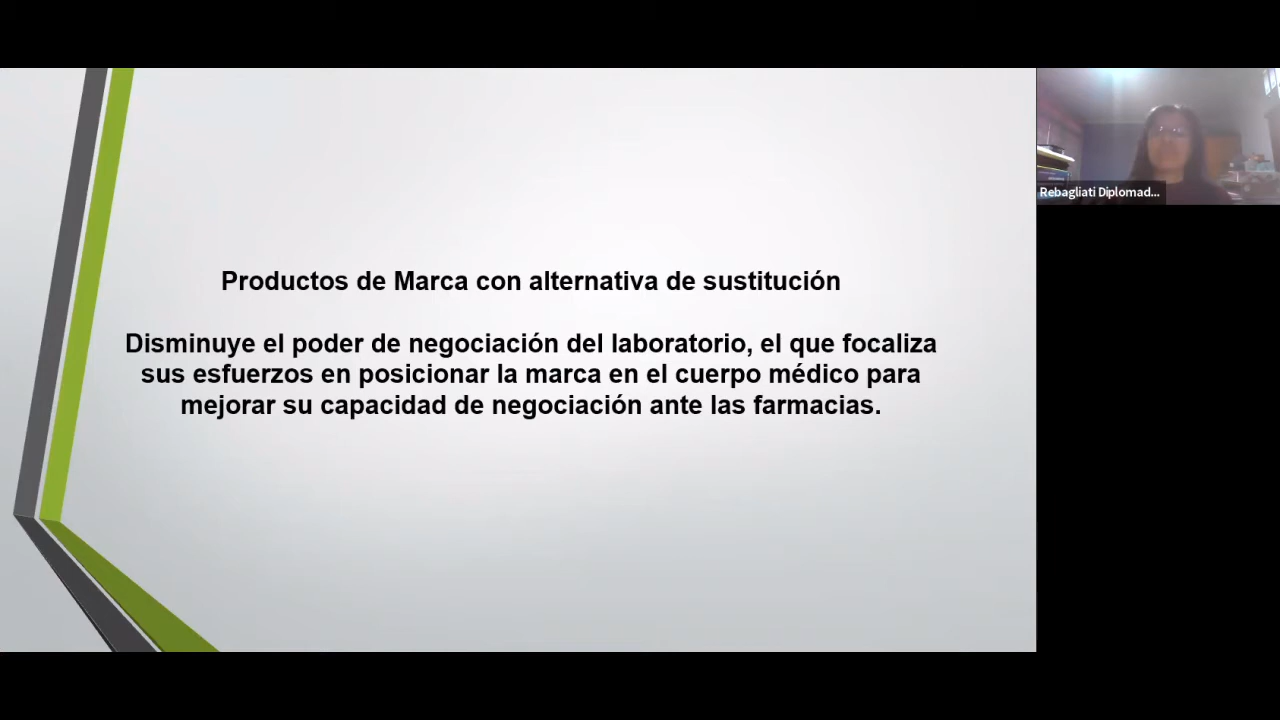 Productos de Marca con alternativa de sustitución
Disminuye el poder de negociación del laboratorio, el que focaliza
sus esfuerzos en posicionar la marca en el cuerpo médico para
mejorar su capacidad de negociación ante las farmacias.
Rebagliati Diplomad...